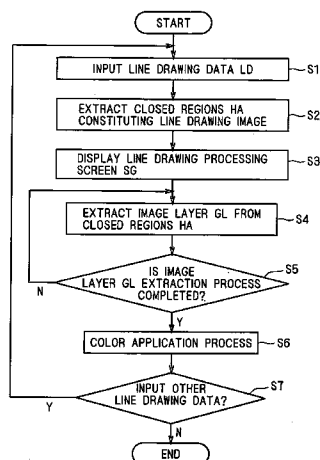 START
INPUT LINE DRAWING DATA LD
S1
EXTRACT CLOSED REGIONS HA
CONSTITUTING LINE DRAWING IMAGE
S2
DISPLAY LINE DRAWING PROCESSING
SCREEN SG
S3
EXTRACT IMAGE LAYER GL FROM
CLOSED REGIONS HA
S4
IS IMAGE
LAYER GL EXTRACTION PROCESS
COMPLETED?
S5
N
Y
COLOR APPLICATION PROCESS
S6
INPUT OTHER
LINE DRAWING DATA?
S7
Y
N
END